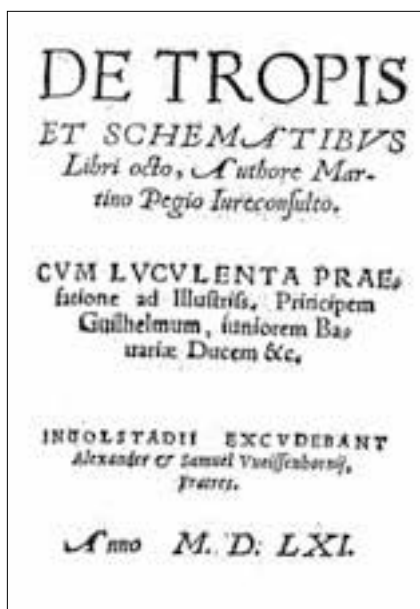 DE TROPIS
ET SCHEMATIBVS
Libri octo, Authore Mar-
tino Pegio Iureconsulto.
CVM LVCVLENTA PRAE,
fatione ad Illustriss. Principem
Guilhelmum, iuniorem Ba,
uariæ Ducem &c.
INGOLSTADII EXCVDEBANT
Alexander & Samuel Vueissenhornij,
fratres.
Anno M. D. LXI.